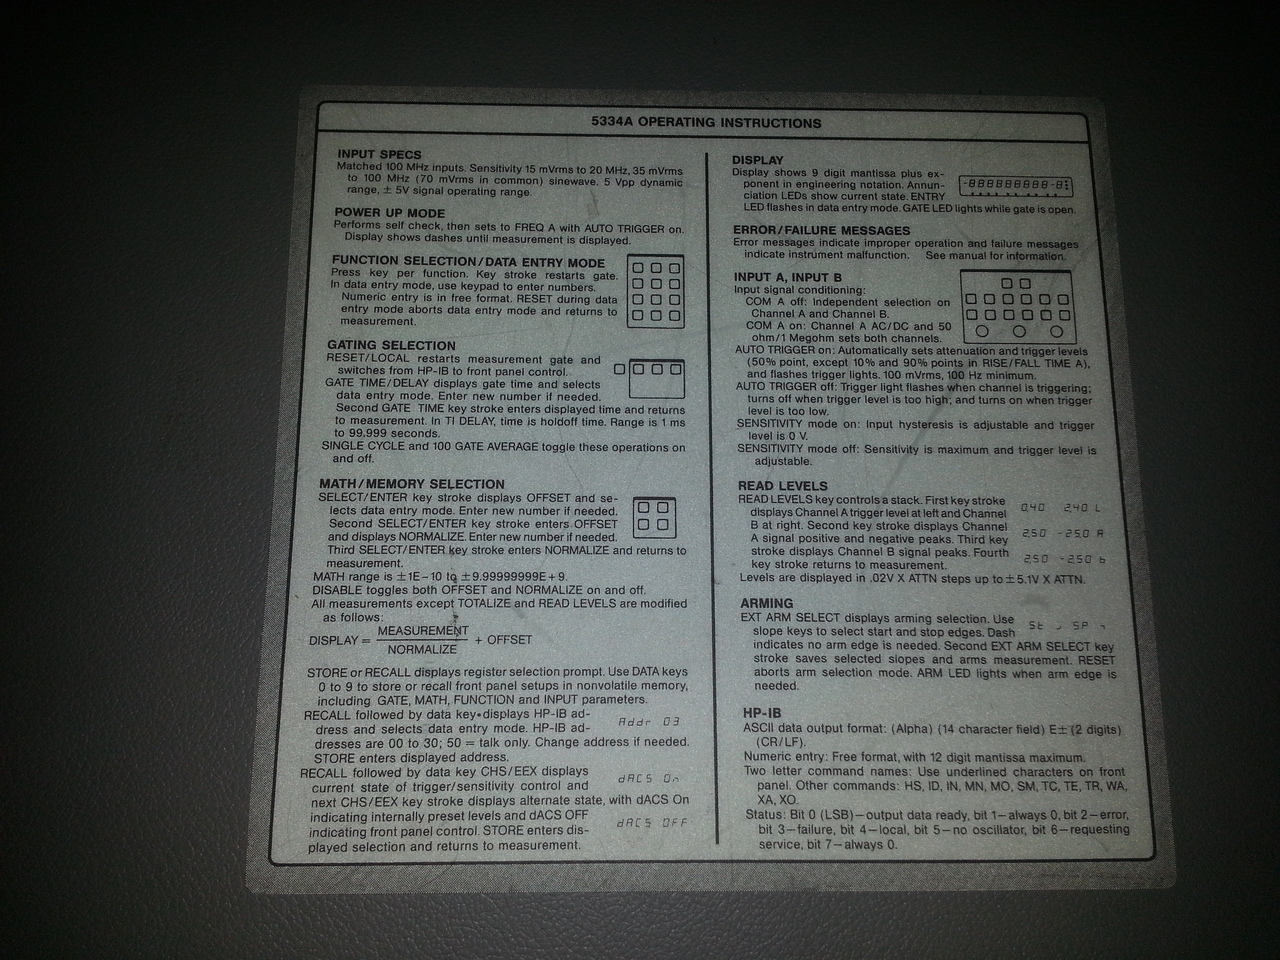 5334A OPERATING INSTRUCTIONS
INPUT SPECS
Matched 100 MHz inputs. Sensitivity 15 mVrms to 20 MHz, 35 mVrms
to 100 MHz (70 mVrms in common) sinewave. 5 Vpp dynamic
range, ± 5V signal operating range.
POWER UP MODE
Performs self check, then sets to FREQ A with AUTO TRIGGER on.
Display shows dashes until measurement is displayed.
FUNCTION SELECTION/DATA ENTRY MODE
Press key per function. Key stroke restarts gate.
In data entry mode, use keypad to enter numbers.
Numeric entry is in free format. RESET during data
entry mode aborts data entry mode and returns to
measurement.
GATING SELECTION
RESET/LOCAL restarts measurement gate and
switches from HP-IB to front panel control.
GATE TIME/DELAY displays gate time and selects
data entry mode. Enter new number if needed.
Second GATE TIME key stroke enters displayed time and returns
to measurement. In TI DELAY, time is holdoff time. Range is 1 ms
to 99.999 seconds.
SINGLE CYCLE and 100 GATE AVERAGE toggle these operations on
and off.
MATH/MEMORY SELECTION
SELECT/ENTER key stroke displays OFFSET and se-
lects data entry mode. Enter new number if needed.
Second SELECT/ENTER key stroke enters OFFSET
and displays NORMALIZE. Enter new number if needed.
Third SELECT/ENTER key stroke enters NORMALIZE and returns to
measurement.
MATH range is ±1E−10 to ±9.99999999E+9.
DISABLE toggles both OFFSET and NORMALIZE on and off.
All measurements except TOTALIZE and READ LEVELS are modified
as follows:
DISPLAY = MEASUREMENT
NORMALIZE + OFFSET
STORE or RECALL displays register selection prompt. Use DATA keys
0 to 9 to store or recall front panel setups in nonvolatile memory,
including GATE, MATH, FUNCTION and INPUT parameters.
RECALL followed by data key•displays HP-IB ad-
dress and selects data entry mode. HP-IB ad-
dresses are 00 to 30; 50 = talk only. Change address if needed.
STORE enters displayed address.
Addr 03
RECALL followed by data key CHS/EEX displays
current state of trigger/sensitivity control and
next CHS/EEX key stroke displays alternate state, with dACS On
indicating internally preset levels and dACS OFF
indicating front panel control. STORE enters dis-
played selection and returns to measurement.
dACS On
dACS OFF
DISPLAY
Display shows 9 digit mantissa plus ex-
ponent in engineering notation. Annun-
ciation LEDs show current state. ENTRY
LED flashes in data entry mode. GATE LED lights while gate is open.
-888888888-8
ERROR/FAILURE MESSAGES
Error messages indicate improper operation and failure messages
indicate instrument malfunction. See manual for information.
INPUT A, INPUT B
Input signal conditioning:
COM A off: Independent selection on
Channel A and Channel B.
COM A on: Channel A AC/DC and 50
ohm/1 Megohm sets both channels.
AUTO TRIGGER on: Automatically sets attenuation and trigger levels
(50% point, except 10% and 90% points in RISE/FALL TIME A),
and flashes trigger lights. 100 mVrms, 100 Hz minimum.
AUTO TRIGGER off: Trigger light flashes when channel is triggering;
turns off when trigger level is too high; and turns on when trigger
level is too low.
SENSITIVITY mode on: Input hysteresis is adjustable and trigger
level is 0 V.
SENSITIVITY mode off: Sensitivity is maximum and trigger level is
adjustable.
READ LEVELS
READ LEVELS key controls a stack. First key stroke
displays Channel A trigger level at left and Channel
B at right. Second key stroke displays Channel
A signal positive and negative peaks. Third key
stroke displays Channel B signal peaks. Fourth
key stroke returns to measurement.
Levels are displayed in .02V X ATTN steps up to ±5.1V X ATTN.
0.40 2.40 L
2.50 -2.50 A
2.50 -2.50 b
ARMING
EXT ARM SELECT displays arming selection. Use
slope keys to select start and stop edges. Dash
indicates no arm edge is needed. Second EXT ARM SELECT key
stroke saves selected slopes and arms measurement. RESET
aborts arm selection mode. ARM LED lights when arm edge is
needed.
St SP
HP-IB
ASCII data output format: (Alpha) (14 character field) E± (2 digits)
(CR/LF).
Numeric entry: Free format, with 12 digit mantissa maximum.
Two letter command names: Use underlined characters on front
panel. Other commands: HS, ID, IN, MN, MO, SM, TC, TE, TR, WA,
XA, XO.
Status: Bit 0 (LSB)−output data ready, bit 1−always 0, bit 2−error,
bit 3−failure, bit 4−local, bit 5−no oscillator, bit 6−requesting
service, bit 7−always 0.